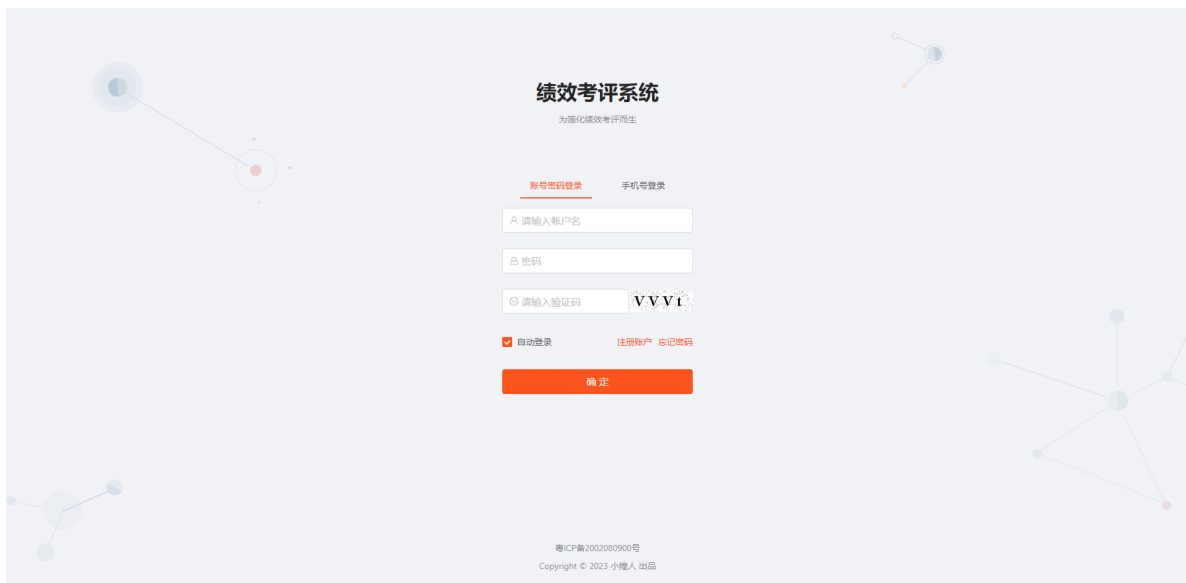 绩效考评系统
为简化绩效考评而生
账号密码登录 手机号登录
请输入帐户名
密码
请输入验证码 VVVt
自动登录 注册账户 忘记密码
确 定
粤ICP备2002080900号
Copyright © 2023 小撞人 出品